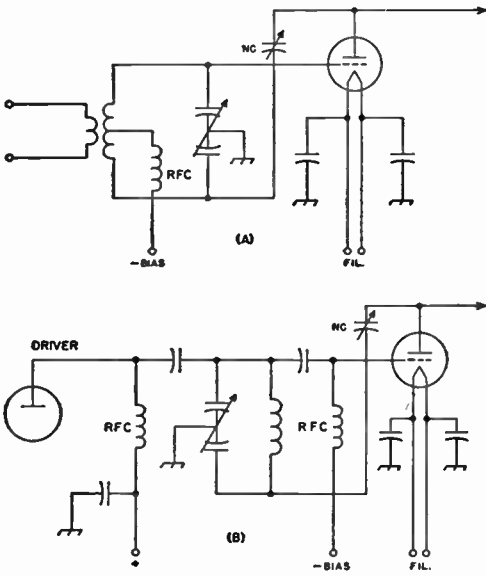 NC
RFC
(A)
–BIAS
FIL.
DRIVER
NC
RFC
RFC
(B)
+
–BIAS
FIL.